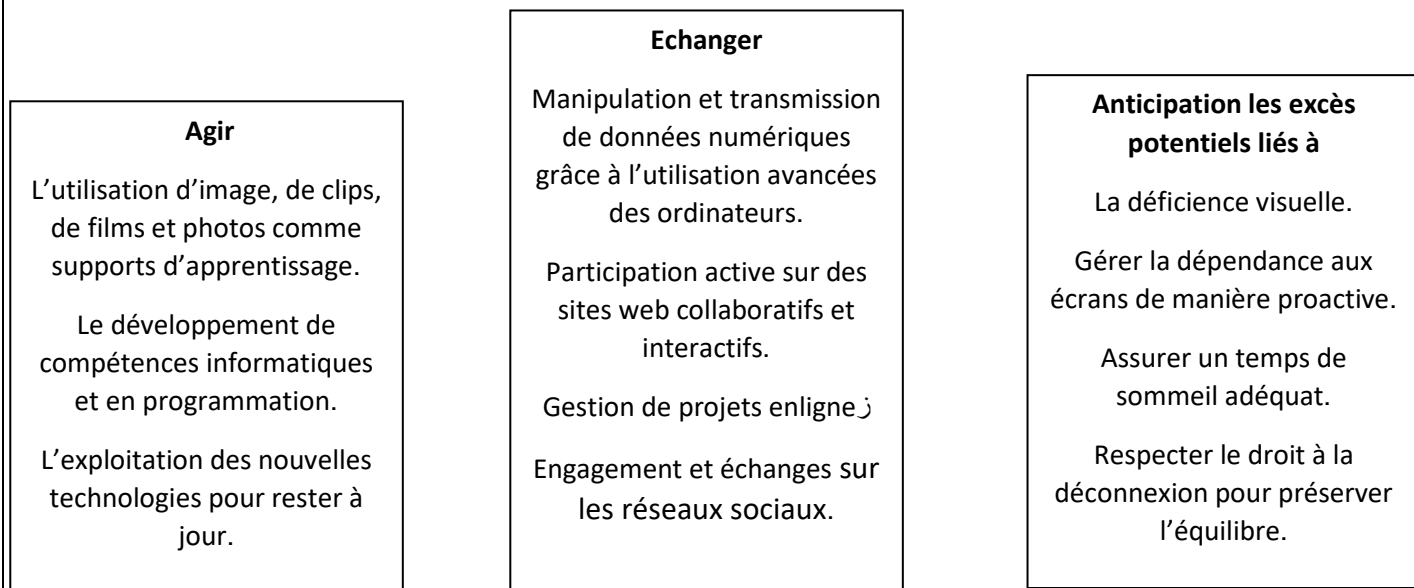 Agir
L’utilisation d’image, de clips,
de films et photos comme
supports d’apprentissage.
Le développement de
compétences informatiques
et en programmation.
L’exploitation des nouvelles
technologies pour rester à
jour.
Echanger
Manipulation et transmission
de données numériques
grâce à l’utilisation avancées
des ordinateurs.
Participation active sur des
sites web collaboratifs et
interactifs.
Gestion de projets enligneز
Engagement et échanges sur
les réseaux sociaux.
Anticipation les excès
potentiels liés à
La déficience visuelle.
Gérer la dépendance aux
écrans de manière proactive.
Assurer un temps de
sommeil adéquat.
Respecter le droit à la
déconnexion pour préserver
l’équilibre.